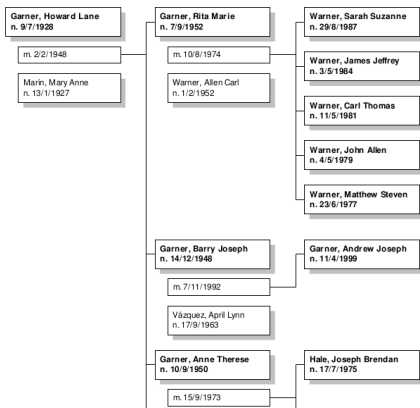 Garner, Howard Lane
n. 9/7/1928
m. 2/2/1948
Marin, Mary Anne
n. 13/1/1927
Garner, Rita Marie
n. 7/9/1952
m. 10/8/1974
Warner, Allen Carl
n. 1/2/1952
Warner, Sarah Suzanne
n. 29/8/1987
Warner, James Jeffrey
n. 3/5/1984
Warner, Carl Thomas
n. 11/5/1981
Warner, John Allen
n. 4/5/1979
Warner, Matthew Steven
n. 23/6/1977
Garner, Barry Joseph
n. 14/12/1948
m. 7/11/1992
Vázquez, April Lynn
n. 17/9/1963
Garner, Andrew Joseph
n. 11/4/1999
Garner, Anne Therese
n. 10/9/1950
m. 15/9/1973
Hale, Joseph Brendan
n. 17/7/1975